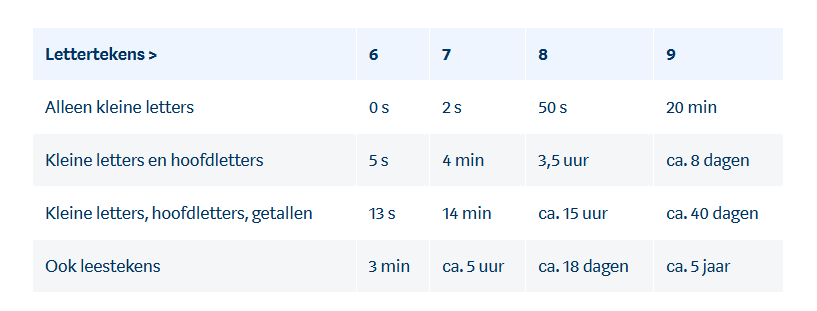 Lettertekens > 6 7 8 9
Alleen kleine letters 0 s 2 s 50 s 20 min
Kleine letters en hoofdletters 5 s 4 min 3,5 uur ca. 8 dagen
Kleine letters, hoofdletters, getallen 13 s 14 min ca. 15 uur ca. 40 dagen
Ook leestekens 3 min ca. 5 uur ca. 18 dagen ca. 5 jaar